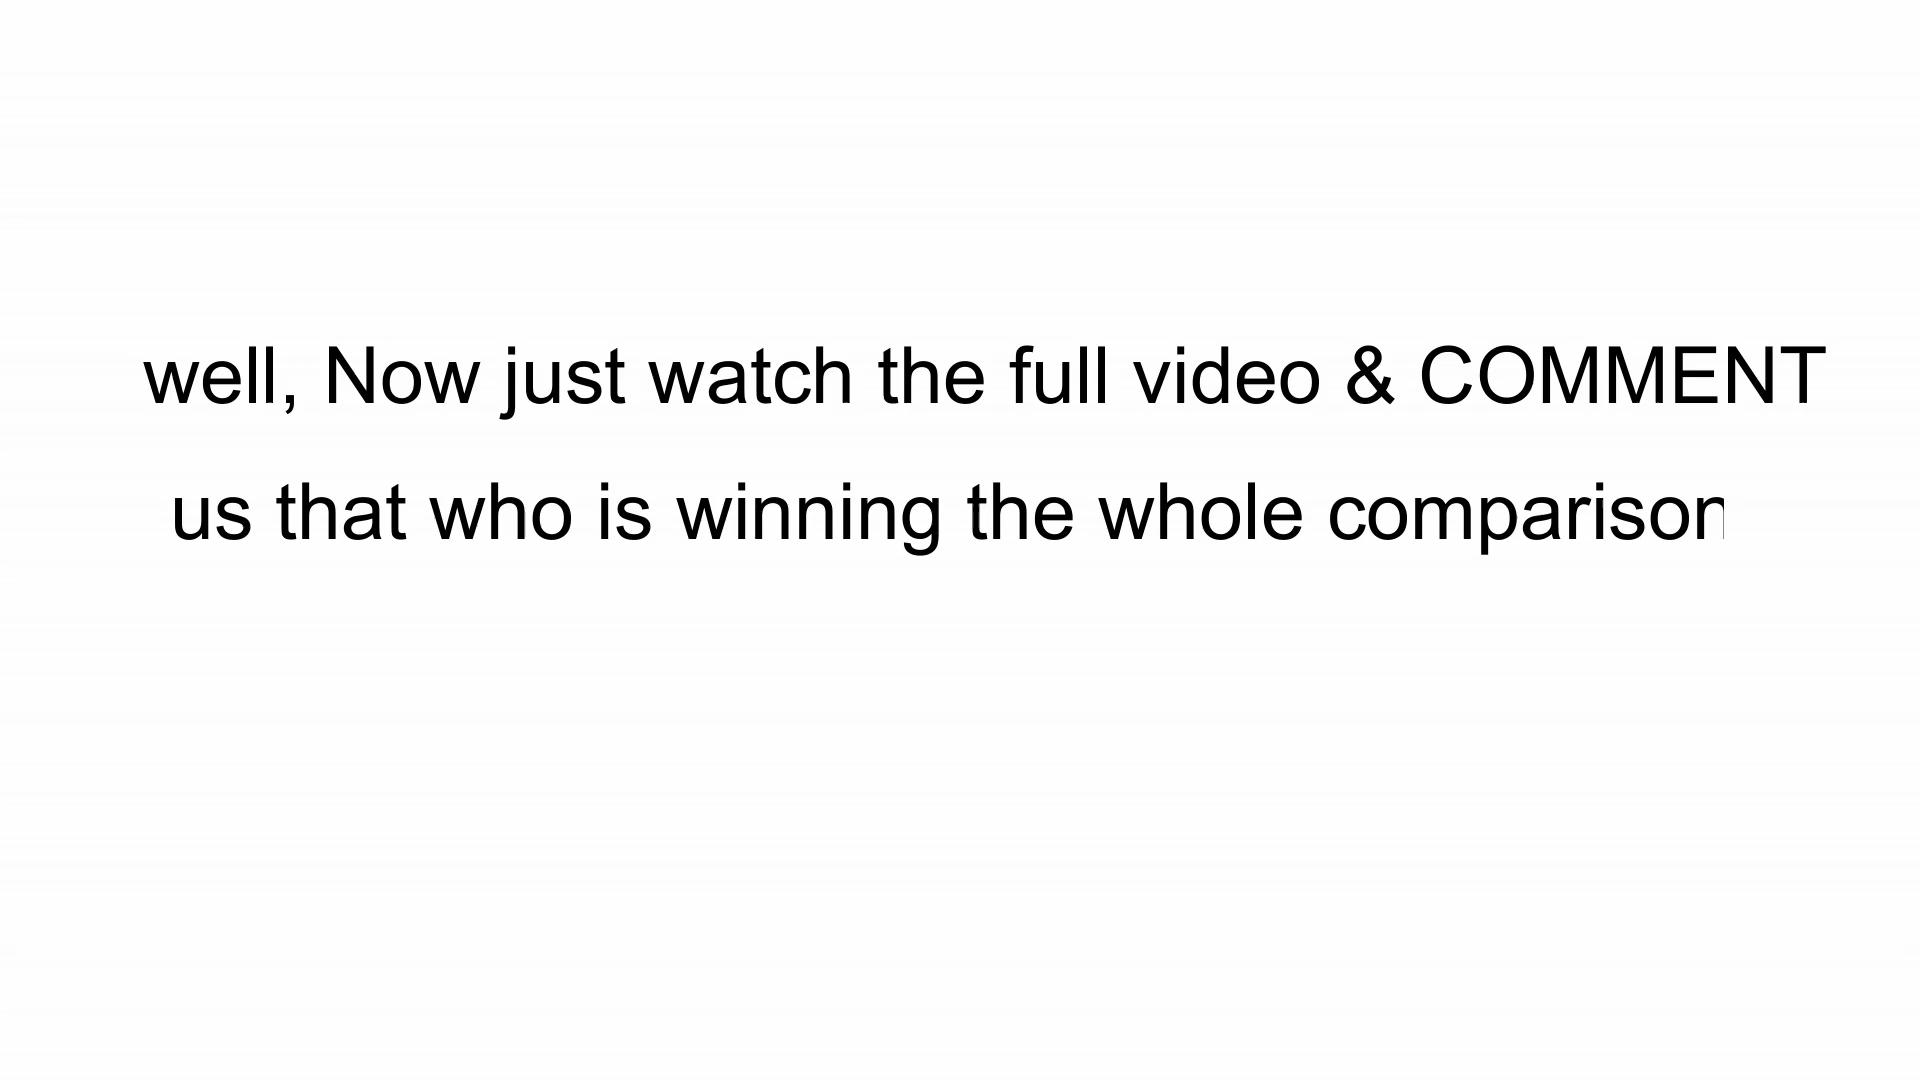 well, Now just watch the full video & COMMENT
us that who is winning the whole comparison